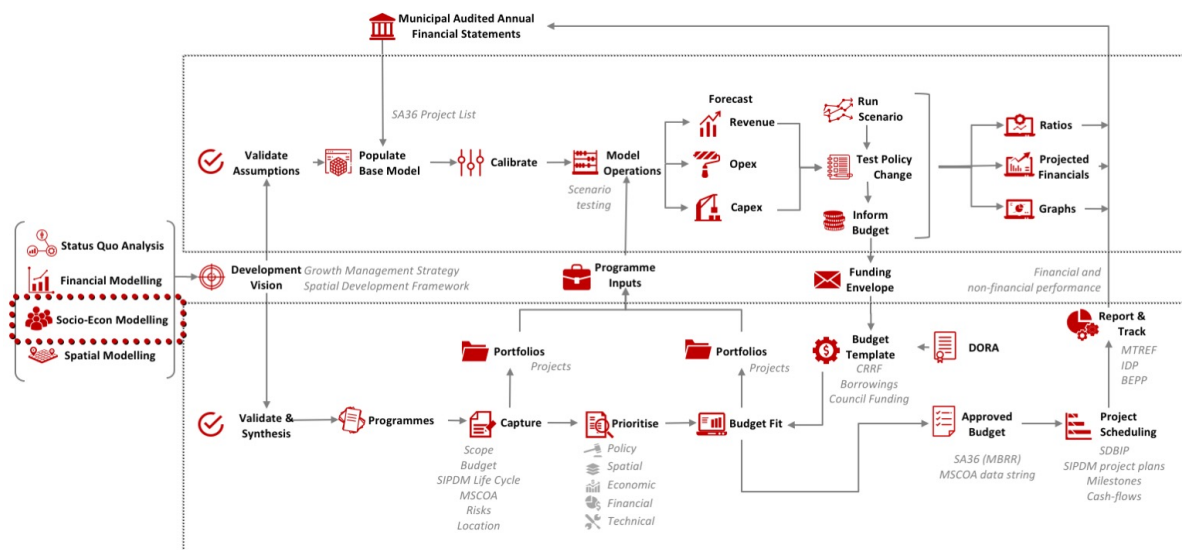 Municipal Audited Annual
Financial Statements
SA36 Project List
Validate
Assumptions
Populate
Base Model
Calibrate
Model
Operations
Scenario
testing
Forecast
Revenue
Opex
Capex
Run
Scenario
Test Policy
Change
Inform
Budget
Ratios
Projected
Financials
Graphs
Status Quo Analysis
Financial Modelling
Socio-Econ Modelling
Spatial Modelling
Development
Vision
Growth Management Strategy
Spatial Development Framework
Programme
Inputs
Funding
Envelope
Financial and
non-financial performance
Portfolios
Projects
Portfolios
Projects
Budget
Template
CRRF
Borrowings
Council Funding
DORA
Report &
Track
MTREF
IDP
BEPP
Validate &
Synthesis
Programmes
Capture
Scope
Budget
SIPDM Life Cycle
MSCOA
Risks
Location
Prioritise
Policy
Spatial
Economic
Financial
Technical
Budget Fit
Approved
Budget
SA36 (MBRR)
MSCOA data string
Project
Scheduling
SDBIP
SIPDM project plans
Milestones
Cash-flows